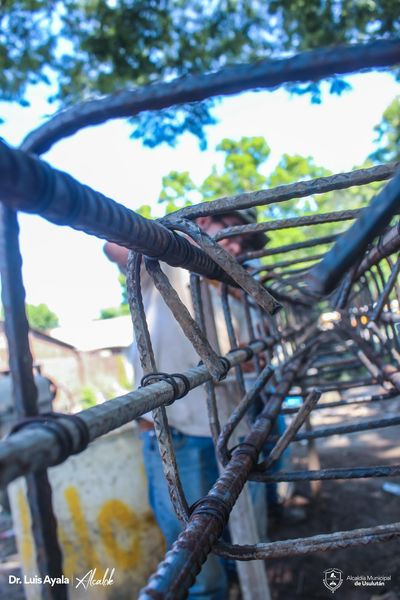 Dr. Luis Ayala Alcalde
Alcaldía Municipal
de Usulután